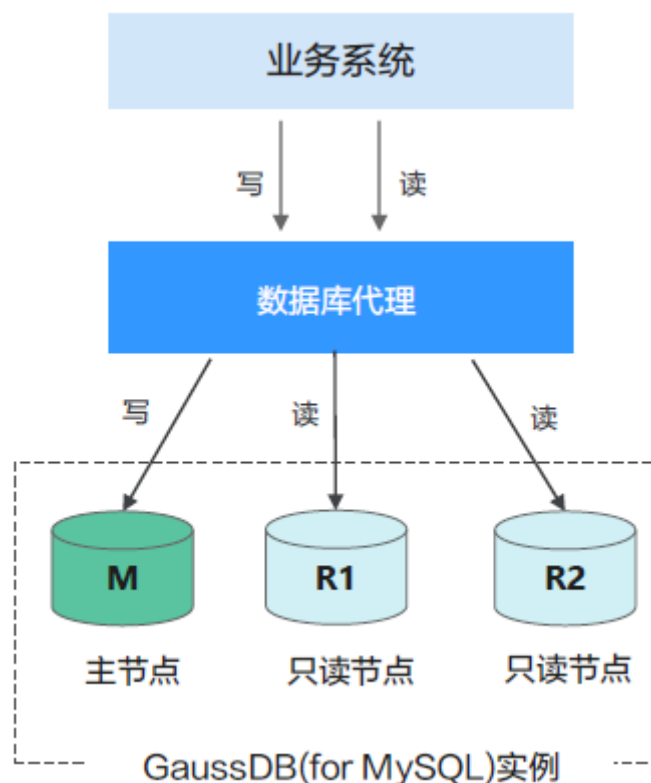 业务系统
写 读
数据库代理
写 读 读
M R1 R2
主节点 只读节点 只读节点
GaussDB(for MySQL)实例